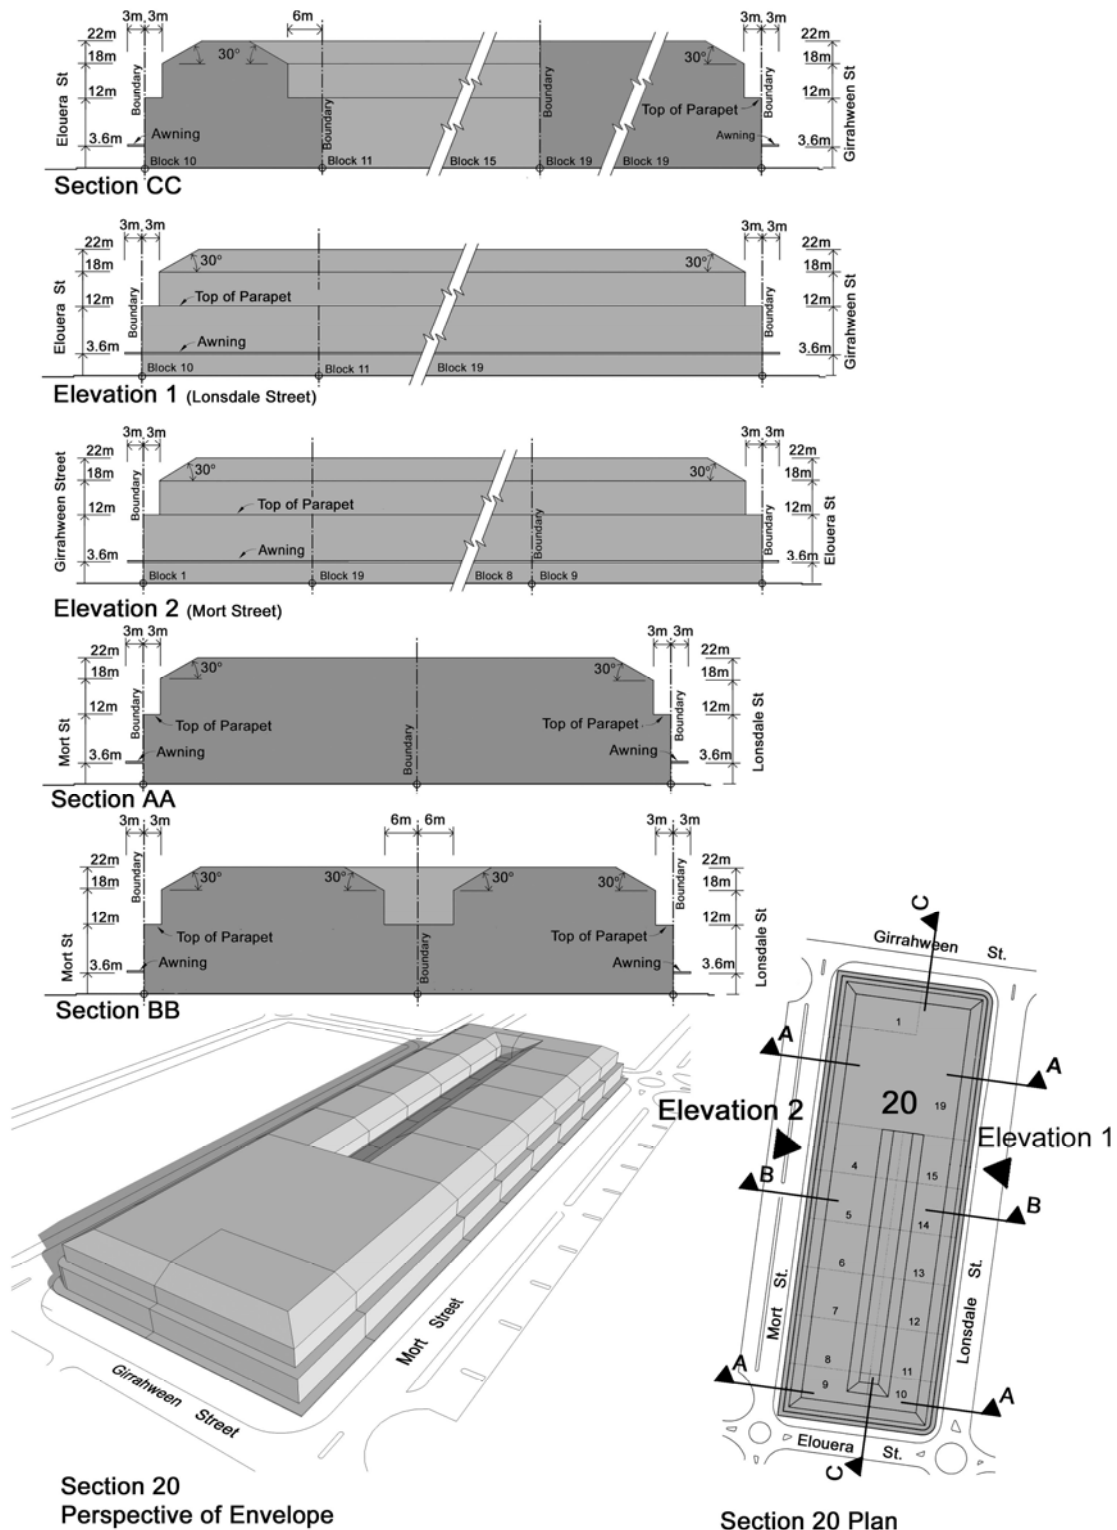 3m 3m 6m 3m 3m
22m 22m
18m 30° 30° 18m
12m 12m
3.6m 3.6m
Elouera St
Boundary
Boundary
Boundary
Boundary
Girrahween St
Top of Parapet
Awning Awning
Block 10 Block 11 Block 15 Block 19 Block 19
Section CC
3m 3m 3m 3m
22m 22m
18m 30° 30° 18m
12m Top of Parapet 12m
Awning
3.6m 3.6m
Elouera St
Boundary
Boundary
Girrahween St
Block 10 Block 11 Block 19
Elevation 1 (Lonsdale Street)
3m 3m 3m 3m
22m 22m
18m 30° 30° 18m
12m Top of Parapet 12m
Awning
3.6m 3.6m
Girrahween Street
Boundary
Boundary
Boundary
Elouera St
Block 1 Block 19 Block 8 Block 9
Elevation 2 (Mort Street)
3m 3m 3m 3m
22m 22m
18m 30° 30° 18m
12m Top of Parapet Top of Parapet 12m
3.6m Awning Awning 3.6m
Mort St
Boundary
Boundary
Boundary
Lonsdale St
Section AA
3m 3m 6m 6m 3m 3m
22m 22m
18m 30° 30° 30° 30° 18m
12m Top of Parapet Top of Parapet 12m
3.6m Awning Awning 3.6m
Mort St
Boundary
Boundary
Boundary
Lonsdale St
Section BB
Girrahween Street
Mort Street
Section 20
Perspective of Envelope
C
Girrahween St.
1
A A
20
19
Elevation 2 Elevation 1
4 15
B B
5 14
6 13
7 12
8 11
9 10
A A
Mort St.
Lonsdale St.
Elouera St.
C
Section 20 Plan